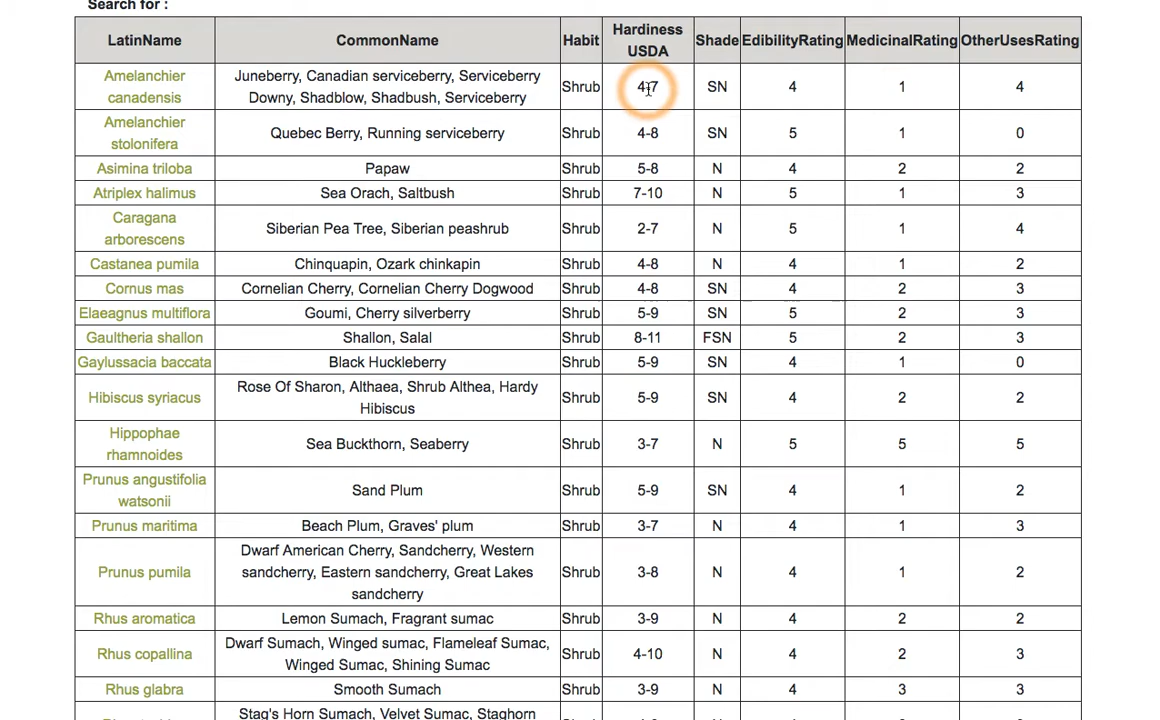 Search for :
LatinName CommonName Habit Hardiness USDA Shade EdibilityRating MedicinalRating OtherUsesRating
Amelanchier canadensis Juneberry, Canadian serviceberry, Serviceberry Downy, Shadblow, Shadbush, Serviceberry Shrub 4-7 SN 4 1 4
Amelanchier stolonifera Quebec Berry, Running serviceberry Shrub 4-8 SN 5 1 0
Asimina triloba Papaw Shrub 5-8 N 4 2 2
Atriplex halimus Sea Orach, Saltbush Shrub 7-10 N 5 1 3
Caragana arborescens Siberian Pea Tree, Siberian peashrub Shrub 2-7 N 5 1 4
Castanea pumila Chinquapin, Ozark chinkapin Shrub 4-8 N 4 1 2
Cornus mas Cornelian Cherry, Cornelian Cherry Dogwood Shrub 4-8 SN 4 2 3
Elaeagnus multiflora Goumi, Cherry silverberry Shrub 5-9 SN 5 2 3
Gaultheria shallon Shallon, Salal Shrub 8-11 FSN 5 2 3
Gaylussacia baccata Black Huckleberry Shrub 5-9 SN 4 1 0
Hibiscus syriacus Rose Of Sharon, Althaea, Shrub Althea, Hardy Hibiscus Shrub 5-9 SN 4 2 2
Hippophae rhamnoides Sea Buckthorn, Seaberry Shrub 3-7 N 5 5 5
Prunus angustifolia watsonii Sand Plum Shrub 5-9 SN 4 1 2
Prunus maritima Beach Plum, Graves' plum Shrub 3-7 N 4 1 3
Prunus pumila Dwarf American Cherry, Sandcherry, Western sandcherry, Eastern sandcherry, Great Lakes sandcherry Shrub 3-8 N 4 1 2
Rhus aromatica Lemon Sumach, Fragrant sumac Shrub 3-9 N 4 2 2
Rhus copallina Dwarf Sumach, Winged sumac, Flameleaf Sumac, Winged Sumac, Shining Sumac Shrub 4-10 N 4 2 3
Rhus glabra Smooth Sumach Shrub 3-9 N 4 3 3
Stag's Horn Sumach, Velvet Sumac, Staghorn